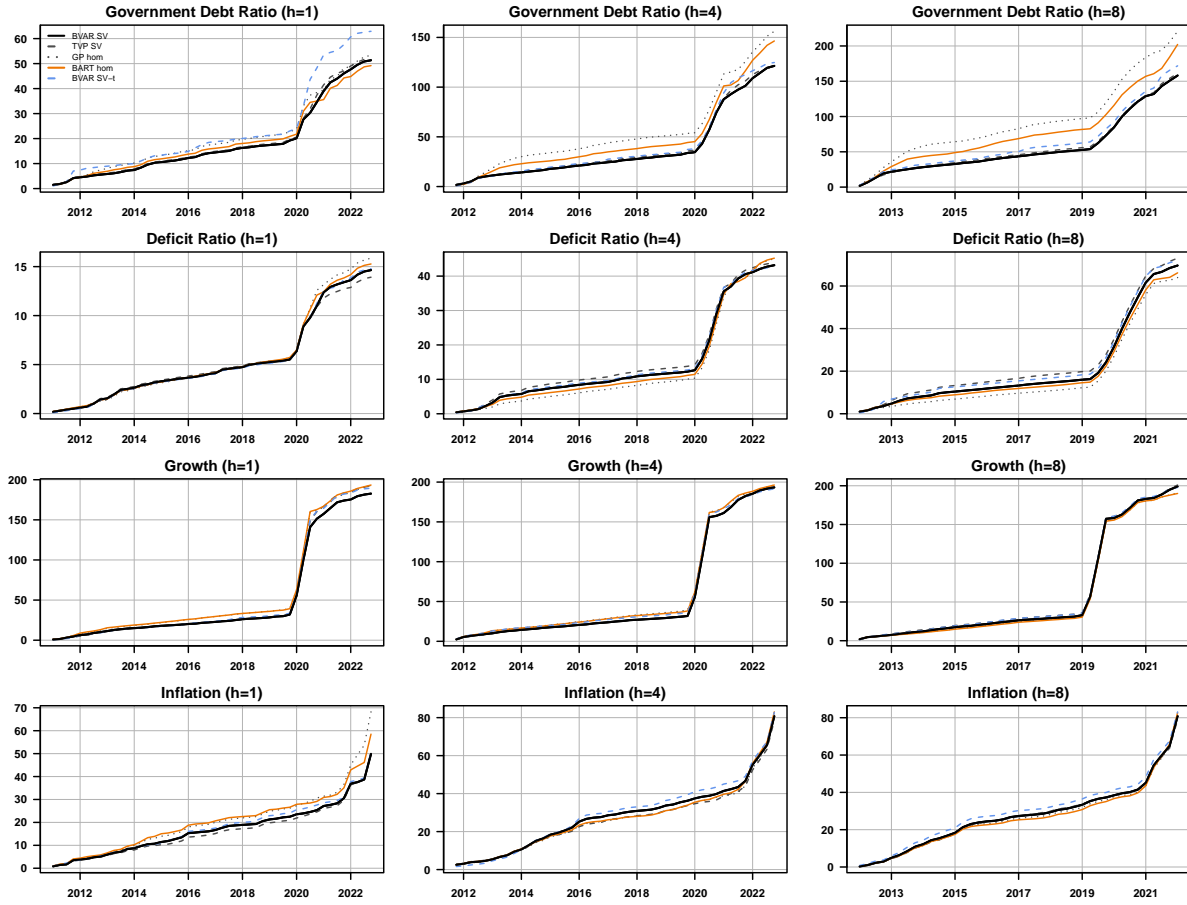 Government Debt Ratio (h=1)
60
50
40
30
20
10
0
BVAR SV
TVP SV
GP hom
BART hom
BVAR SV−t
2012 2014 2016 2018 2020 2022
Government Debt Ratio (h=4)
150
100
50
0
2012 2014 2016 2018 2020 2022
Government Debt Ratio (h=8)
200
150
100
50
0
2013 2015 2017 2019 2021
Deficit Ratio (h=1)
15
10
5
0
2012 2014 2016 2018 2020 2022
Deficit Ratio (h=4)
40
30
20
10
0
2012 2014 2016 2018 2020 2022
Deficit Ratio (h=8)
60
40
20
0
2013 2015 2017 2019 2021
Growth (h=1)
200
150
100
50
0
2012 2014 2016 2018 2020 2022
Growth (h=4)
200
150
100
50
0
2012 2014 2016 2018 2020 2022
Growth (h=8)
200
150
100
50
0
2013 2015 2017 2019 2021
Inflation (h=1)
70
60
50
40
30
20
10
0
2012 2014 2016 2018 2020 2022
Inflation (h=4)
80
60
40
20
0
2012 2014 2016 2018 2020 2022
Inflation (h=8)
80
60
40
20
0
2013 2015 2017 2019 2021